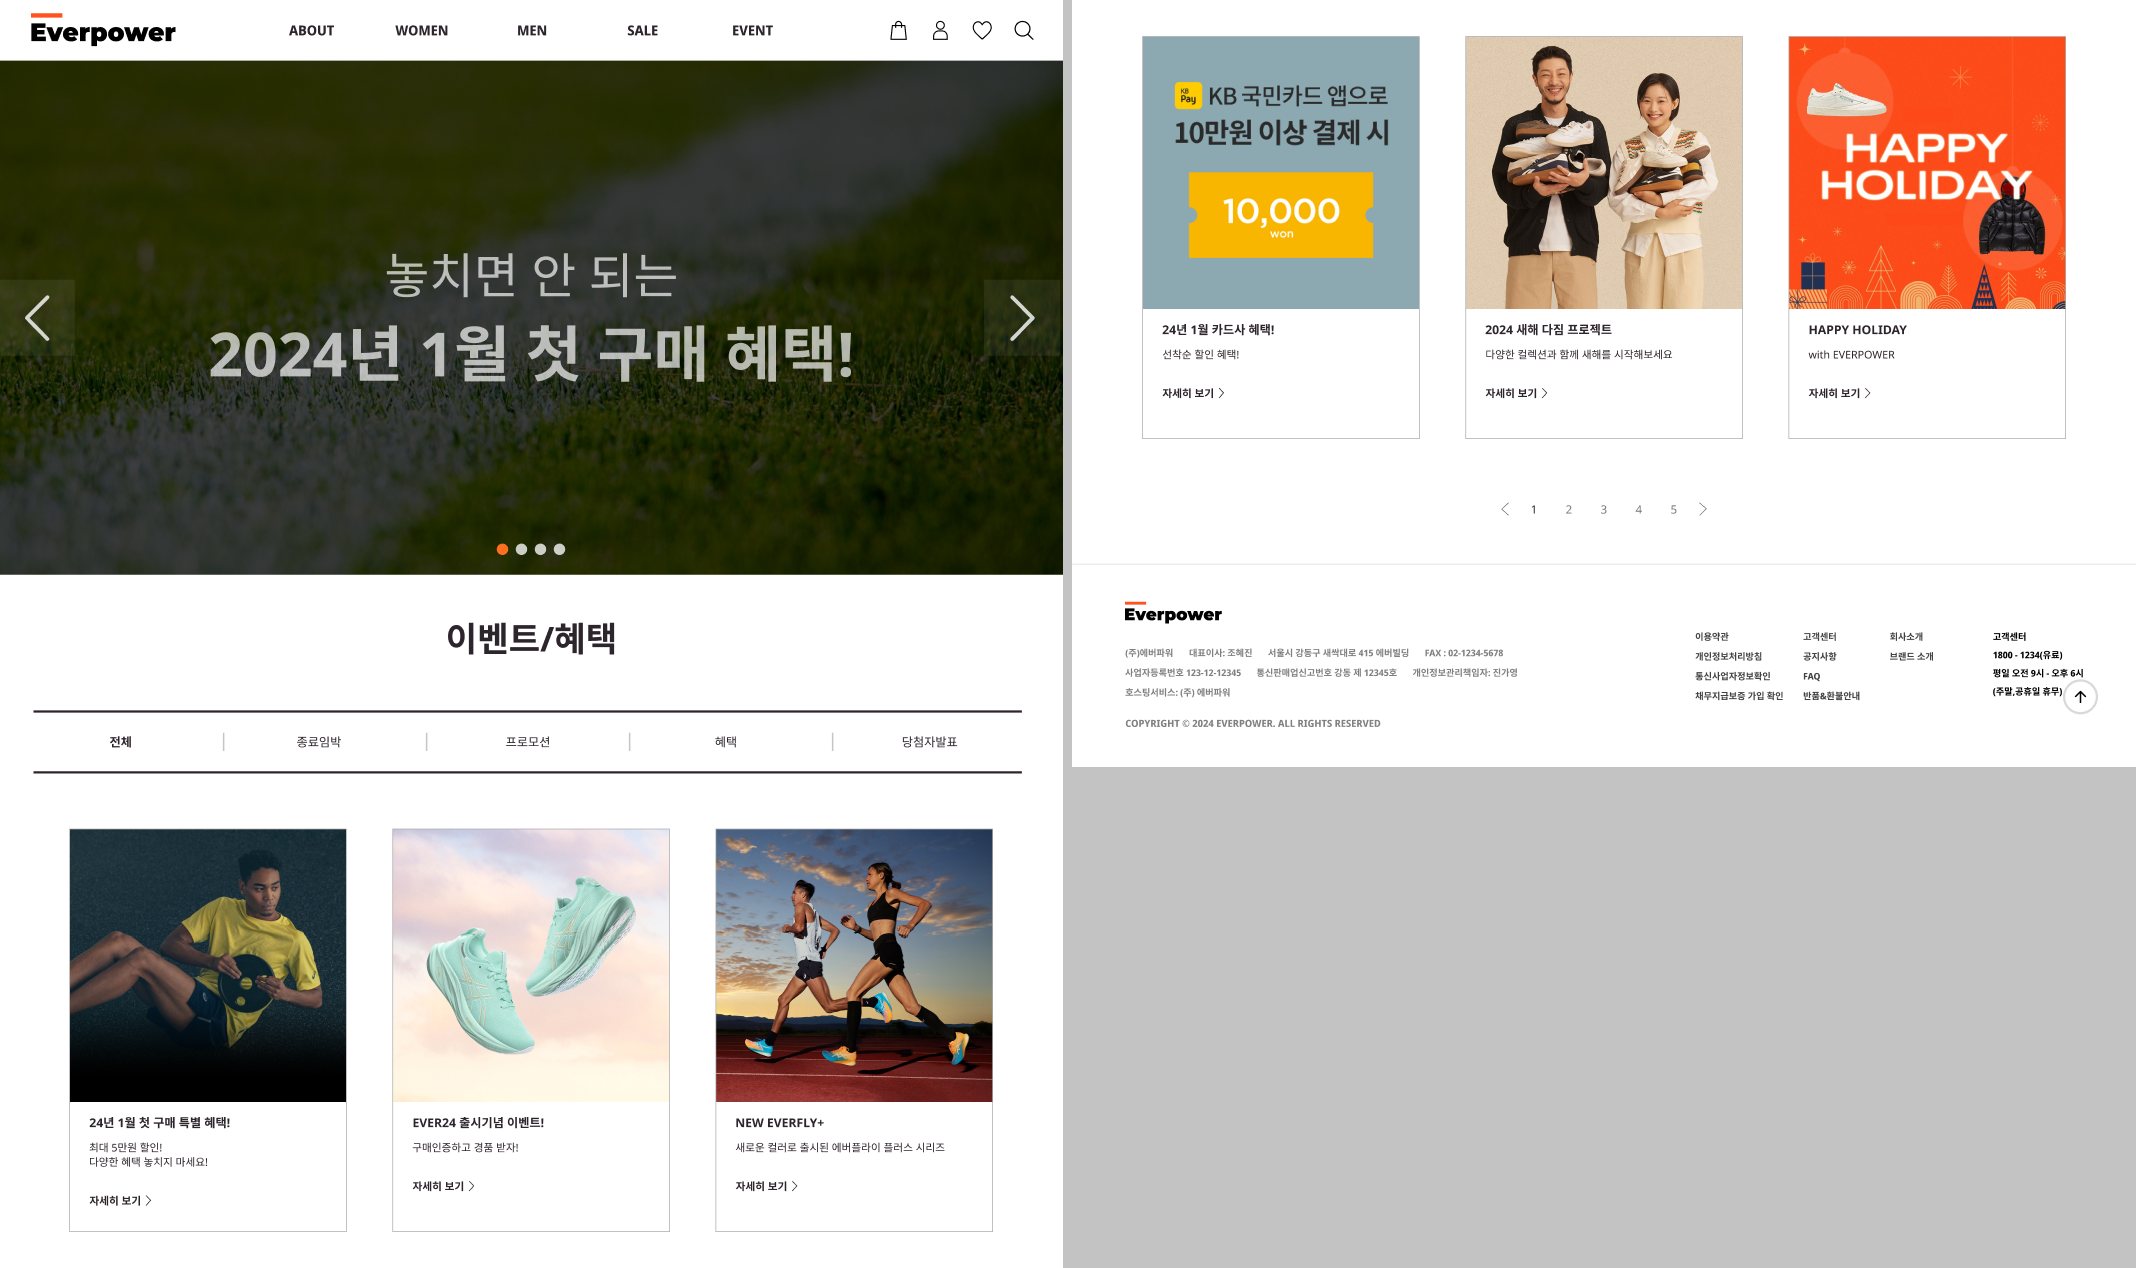 Everpower
ABOUT
WOMEN
MEN
SALE
EVENT
놓치면 안 되는
2024년 1월 첫 구매 혜택!
이벤트/혜택
전체
종료임박
프로모션
혜택
당첨자발표
24년 1월 첫 구매 특별 혜택!
최대 5만원 할인!
다양한 혜택 놓치지 마세요!
자세히 보기
EVER24 출시기념 이벤트!
구매인증하고 경품 받자!
자세히 보기
NEW EVERFLY+
새로운 컬러로 출시된 에버플라이 플러스 시리즈
자세히 보기
KB Pay
KB 국민카드 앱으로
10만원 이상 결제 시
10,000
won
24년 1월 카드사 혜택!
선착순 할인 혜택!
자세히 보기
2024 새해 다짐 프로젝트
다양한 컬렉션과 함께 새해를 시작해보세요
자세히 보기
HAPPY
HOLIDAY
HAPPY HOLIDAY
with EVERPOWER
자세히 보기
1 2 3 4 5
Everpower
(주)에버파워 대표이사: 조혜진 서울시 강동구 새싹대로 415 에버빌딩 FAX : 02-1234-5678
사업자등록번호 123-12-12345 통신판매업신고번호 강동 제 12345호 개인정보관리책임자: 진가영
호스팅서비스: (주) 에버파워
COPYRIGHT © 2024 EVERPOWER. ALL RIGHTS RESERVED
이용약관
개인정보처리방침
통신사업자정보확인
채무지급보증 가입 확인
고객센터
공지사항
FAQ
반품&환불안내
회사소개
브랜드 소개
고객센터
1800 - 1234(유료)
평일 오전 9시 - 오후 6시
(주말,공휴일 휴무)